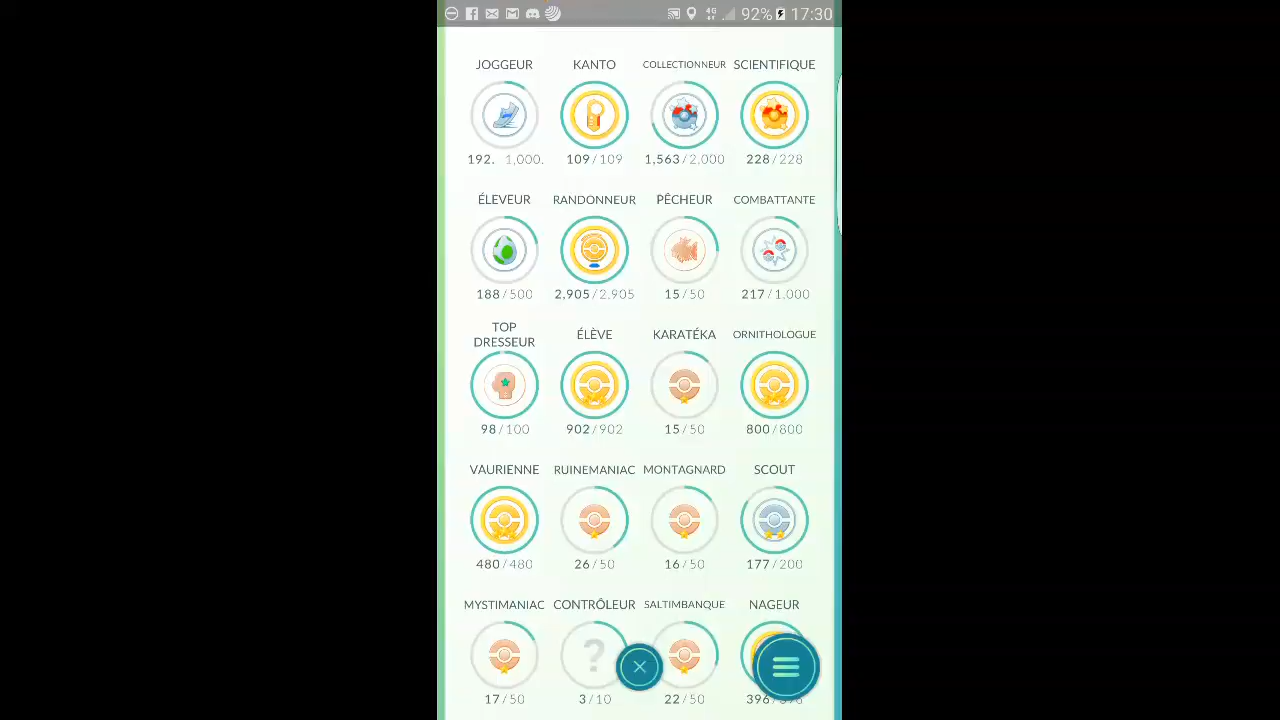 4G 92% 17:30
JOGGEUR KANTO COLLECTIONNEUR SCIENTIFIQUE
192. 1,000. 109/109 1,563/2,000 228/228
ÉLEVEUR RANDONNEUR PÊCHEUR COMBATTANTE
188/500 2,905/2,905 15/50 217/1,000
TOP DRESSEUR ÉLÈVE KARATÉKA ORNITHOLOGUE
98/100 902/902 15/50 800/800
VAURIENNE RUINEMANIAC MONTAGNARD SCOUT
480/480 26/50 16/50 177/200
MYSTIMANIAC CONTRÔLEUR SALTIMBANQUE NAGEUR
?
17/50 3/10 22/50 396